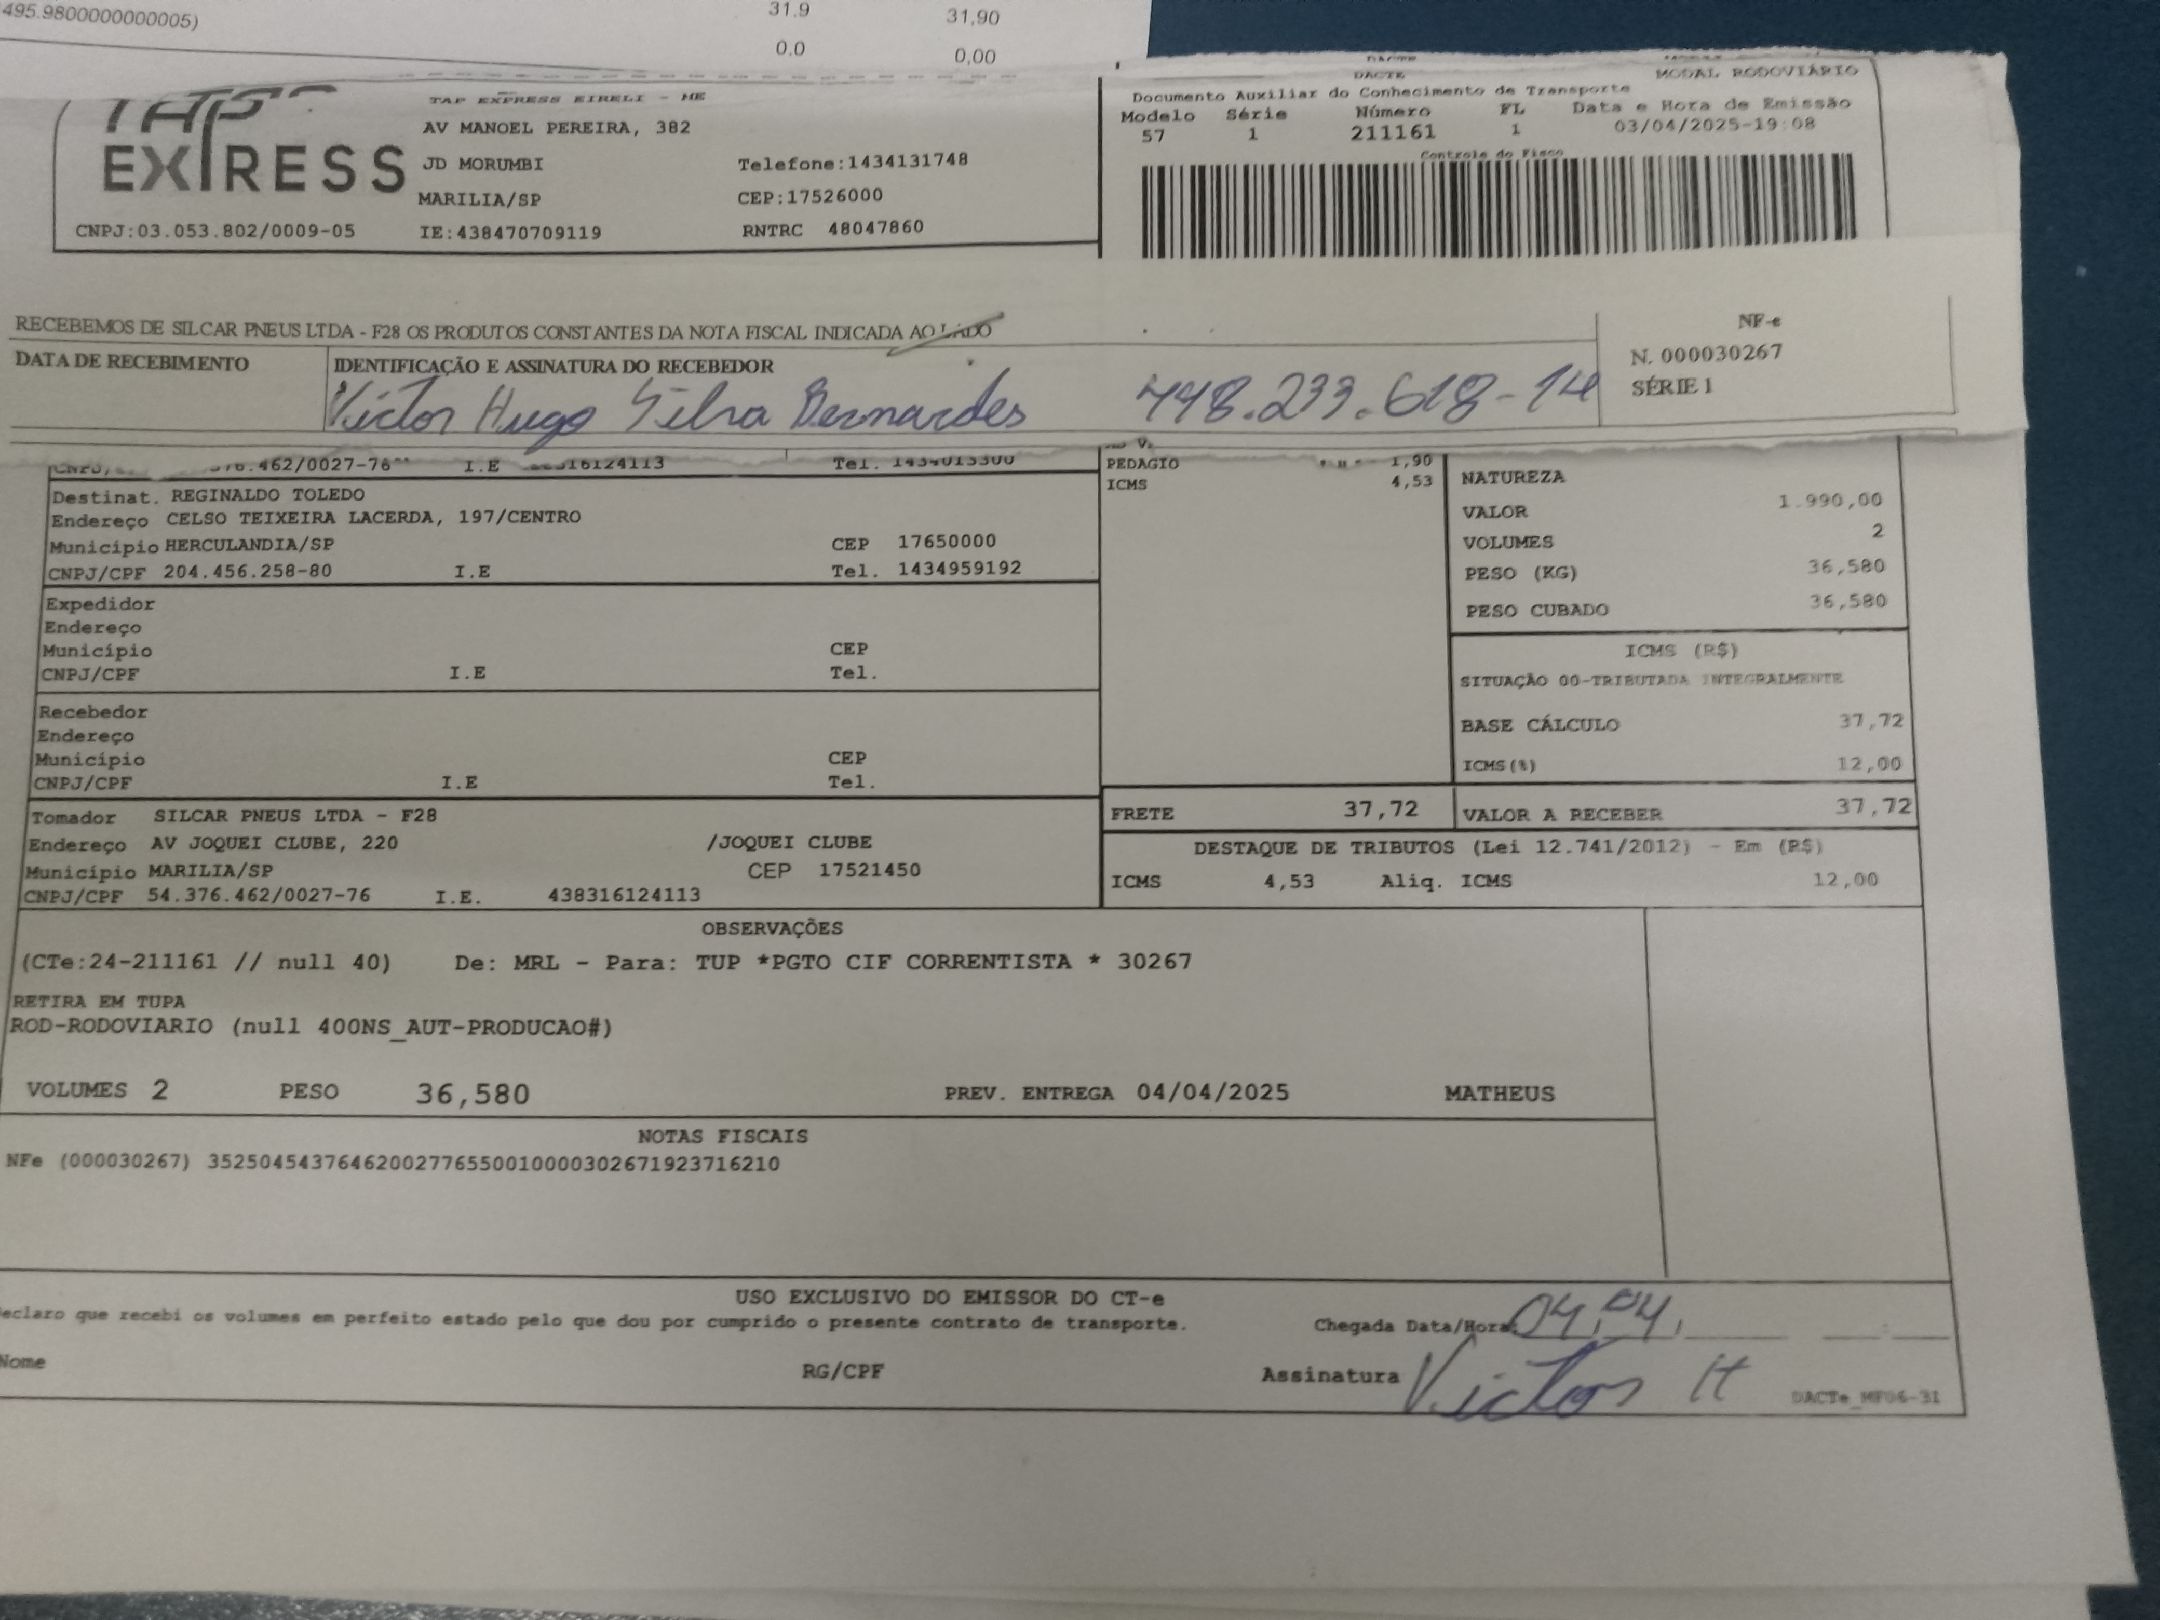 495.9800000000005) 31.9 31,90
0.0 0,00
TAP EXPRESS
TAP EXPRESS EIRELI - ME
AV MANOEL PEREIRA, 382
JD MORUMBI Telefone:1434131748
MARILIA/SP CEP:17526000
CNPJ:03.053.802/0009-05 IE:438470709119 RNTRC 48047860
DACTE MODAL RODOVIÁRIO
Documento Auxiliar do Conhecimento de Transporte
Modelo Série Número FL Data e Hora de Emissão
57 1 211161 1 03/04/2025-19:08
Controle do Fisco
RECEBEMOS DE SILCAR PNEUS LTDA - F28 OS PRODUTOS CONSTANTES DA NOTA FISCAL INDICADA AO LADO
DATA DE RECEBIMENTO IDENTIFICAÇÃO E ASSINATURA DO RECEBEDOR
Victor Hugo Silva Bernardes 448.233.618-14
NF-e
N. 000030267
SÉRIE 1
.462/0027-76 I.E 16124113 Tel.
Destinat. REGINALDO TOLEDO
Endereço CELSO TEIXEIRA LACERDA, 197/CENTRO
Município HERCULANDIA/SP CEP 17650000
CNPJ/CPF 204.456.258-80 I.E Tel. 1434959192
Expedidor
Endereço
Município CEP
CNPJ/CPF I.E Tel.
Recebedor
Endereço
Município CEP
CNPJ/CPF I.E Tel.
Tomador SILCAR PNEUS LTDA - F28
Endereço AV JOQUEI CLUBE, 220 /JOQUEI CLUBE
Município MARILIA/SP CEP 17521450
CNPJ/CPF 54.376.462/0027-76 I.E. 438316124113
PEDAGIO 1,90
ICMS 4,53
NATUREZA
VALOR 1.990,00
VOLUMES 2
PESO (KG) 36,580
PESO CUBADO 36,580
ICMS (R$)
SITUAÇÃO 00-TRIBUTADA INTEGRALMENTE
BASE CÁLCULO 37,72
ICMS(%) 12,00
FRETE 37,72 VALOR A RECEBER 37,72
DESTAQUE DE TRIBUTOS (Lei 12.741/2012) - Em (R$)
ICMS 4,53 Aliq. ICMS 12,00
OBSERVAÇÕES
(CTe:24-211161 // null 40) De: MRL - Para: TUP *PGTO CIF CORRENTISTA * 30267
RETIRA EM TUPA
ROD-RODOVIARIO (null 400NS_AUT-PRODUCAO#)
VOLUMES 2 PESO 36,580 PREV. ENTREGA 04/04/2025 MATHEUS
NOTAS FISCAIS
NFe (000030267) 35250454376462002776550010000302671923716210
USO EXCLUSIVO DO EMISSOR DO CT-e
eclaro que recebi os volumes em perfeito estado pelo que dou por cumprido o presente contrato de transporte. Chegada Data/Hora: 04,04,
Nome RG/CPF Assinatura Victor H
DACTe_MF06-31